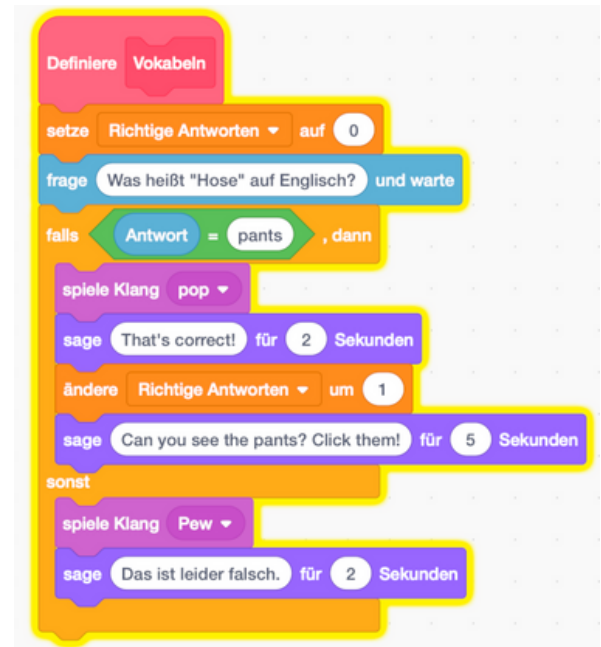 Definiere Vokabeln
setze Richtige Antworten auf 0
frage Was heißt "Hose" auf Englisch? und warte
falls Antwort = pants , dann
spiele Klang pop
sage That's correct! für 2 Sekunden
ändere Richtige Antworten um 1
sage Can you see the pants? Click them! für 5 Sekunden
sonst
spiele Klang Pew
sage Das ist leider falsch. für 2 Sekunden